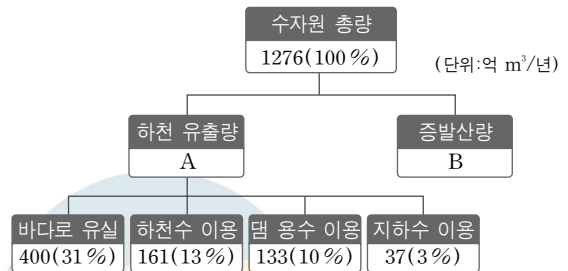 수자원 총량
1276(100 %)
(단위:억 m³/년)
하천 유출량
증발산량
A
B
바다로 유실
하천수 이용
댐 용수 이용
지하수 이용
400(31 %)
161(13 %)
133(10 %)
37(3 %)